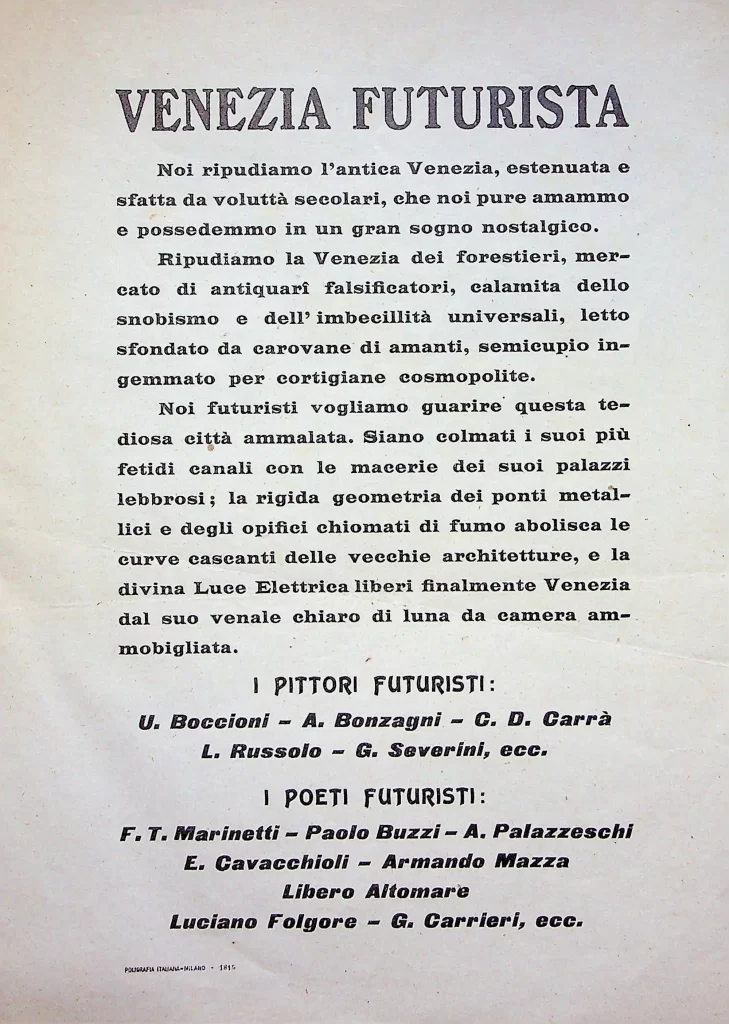 VENEZIA FUTURISTA
Noi ripudiamo l'antica Venezia, estenuata e
sfatta da voluttà secolari, che noi pure amammo
e possedemmo in un gran sogno nostalgico.
Ripudiamo la Venezia dei forestieri, mer-
cato di antiquarî falsificatori, calamita dello
snobismo e dell' imbecillità universali, letto
sfondato da carovane di amanti, semicupio in-
gemmato per cortigiane cosmopolite.
Noi futuristi vogliamo guarire questa te-
diosa città ammalata. Siano colmati i suoi più
fetidi canali con le macerie dei suoi palazzi
lebbrosi; la rigida geometria dei ponti metal-
lici e degli opifici chiomati di fumo abolisca le
curve cascanti delle vecchie architetture, e la
divina Luce Elettrica liberi finalmente Venezia
dal suo venale chiaro di luna da camera am-
mobigliata.
I PITTORI FUTURISTI:
U. Boccioni - A. Bonzagni - C. D. Carrà
L. Russolo - G. Severini, ecc.
I POETI FUTURISTI:
F. T. Marinetti - Paolo Buzzi - A. Palazzeschi
E. Cavacchioli - Armando Mazza
Libero Altomare
Luciano Folgore - G. Carrieri, ecc.
POLIGRAFIA ITALIANA-MILANO -